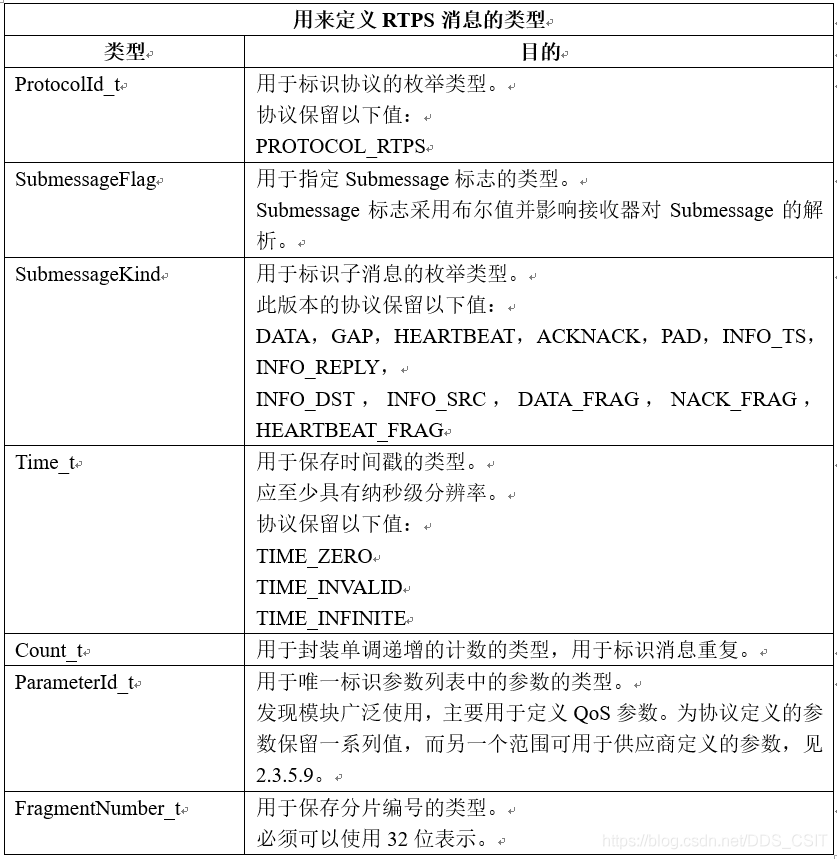 用来定义 RTPS 消息的类型
类型
目的
ProtocolId_t
用于标识协议的枚举类型。
协议保留以下值：
PROTOCOL_RTPS
SubmessageFlag
用于指定 Submessage 标志的类型。
Submessage 标志采用布尔值并影响接收器对 Submessage 的解
析。
SubmessageKind
用于标识子消息的枚举类型。
此版本的协议保留以下值：
DATA，GAP，HEARTBEAT，ACKNACK，PAD，INFO_TS，
INFO_REPLY，
INFO_DST，INFO_SRC，DATA_FRAG，NACK_FRAG，
HEARTBEAT_FRAG
Time_t
用于保存时间戳的类型。
应至少具有纳秒级分辨率。
协议保留以下值：
TIME_ZERO
TIME_INVALID
TIME_INFINITE
Count_t
用于封装单调递增的计数的类型，用于标识消息重复。
ParameterId_t
用于唯一标识参数列表中的参数的类型。
发现模块广泛使用，主要用于定义 QoS 参数。为协议定义的参
数保留一系列值，而另一个范围可用于供应商定义的参数，见
2.3.5.9。
FragmentNumber_t
用于保存分片编号的类型。
必须可以使用 32 位表示。
https://blog.csdn.net/DDS_CSIT